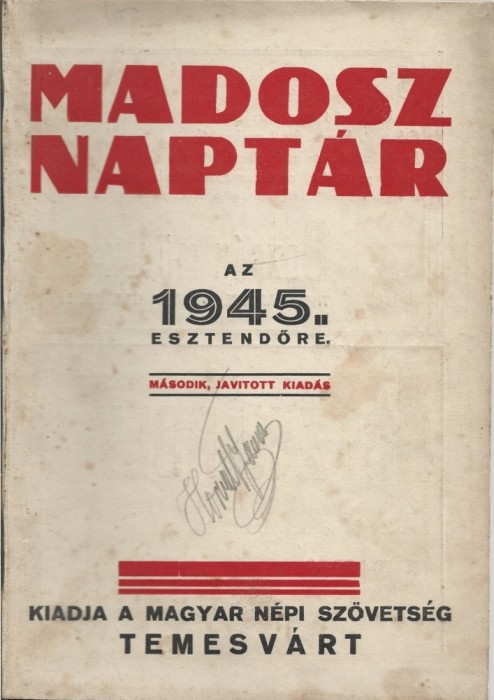 MADOSZ
NAPTÁR
AZ
1945..
ESZTENDŐRE.
MÁSODIK, JAVITOTT KIADÁS
KIADJA A MAGYAR NÉPI SZÖVETSÉG
TEMESVÁRT